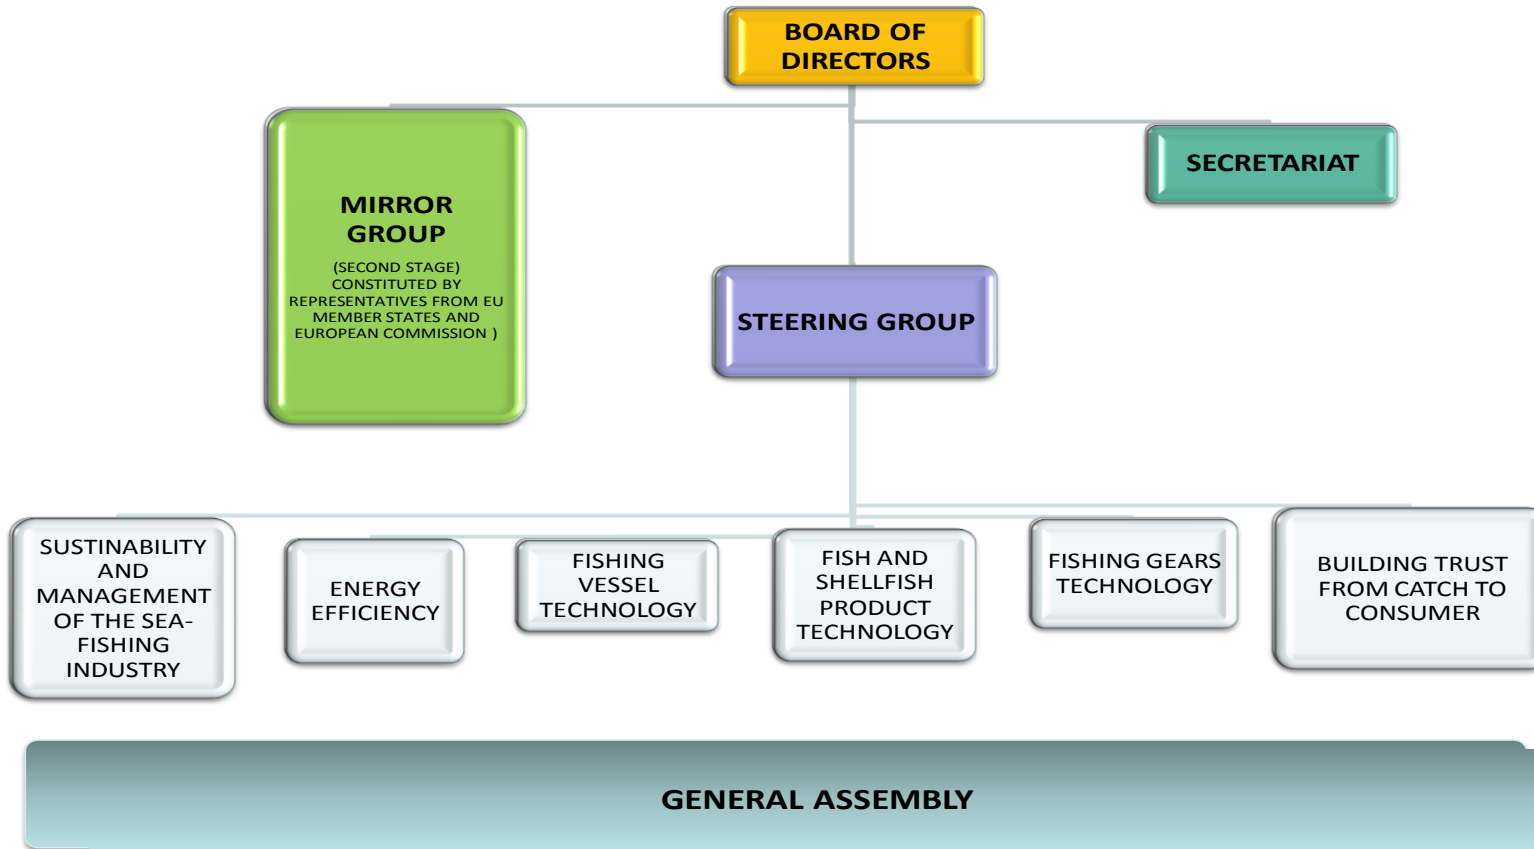 BOARD OF
DIRECTORS
MIRROR
GROUP
(SECOND STAGE)
CONSTITUTED BY
REPRESENTATIVES FROM EU
MEMBER STATES AND
EUROPEAN COMMISSION )
SECRETARIAT
STEERING GROUP
SUSTINABILITY
AND
MANAGEMENT
OF THE SEA-
FISHING
INDUSTRY
ENERGY
EFFICIENCY
FISHING
VESSEL
TECHNOLOGY
FISH AND
SHELLFISH
PRODUCT
TECHNOLOGY
FISHING GEARS
TECHNOLOGY
BUILDING TRUST
FROM CATCH TO
CONSUMER
GENERAL ASSEMBLY